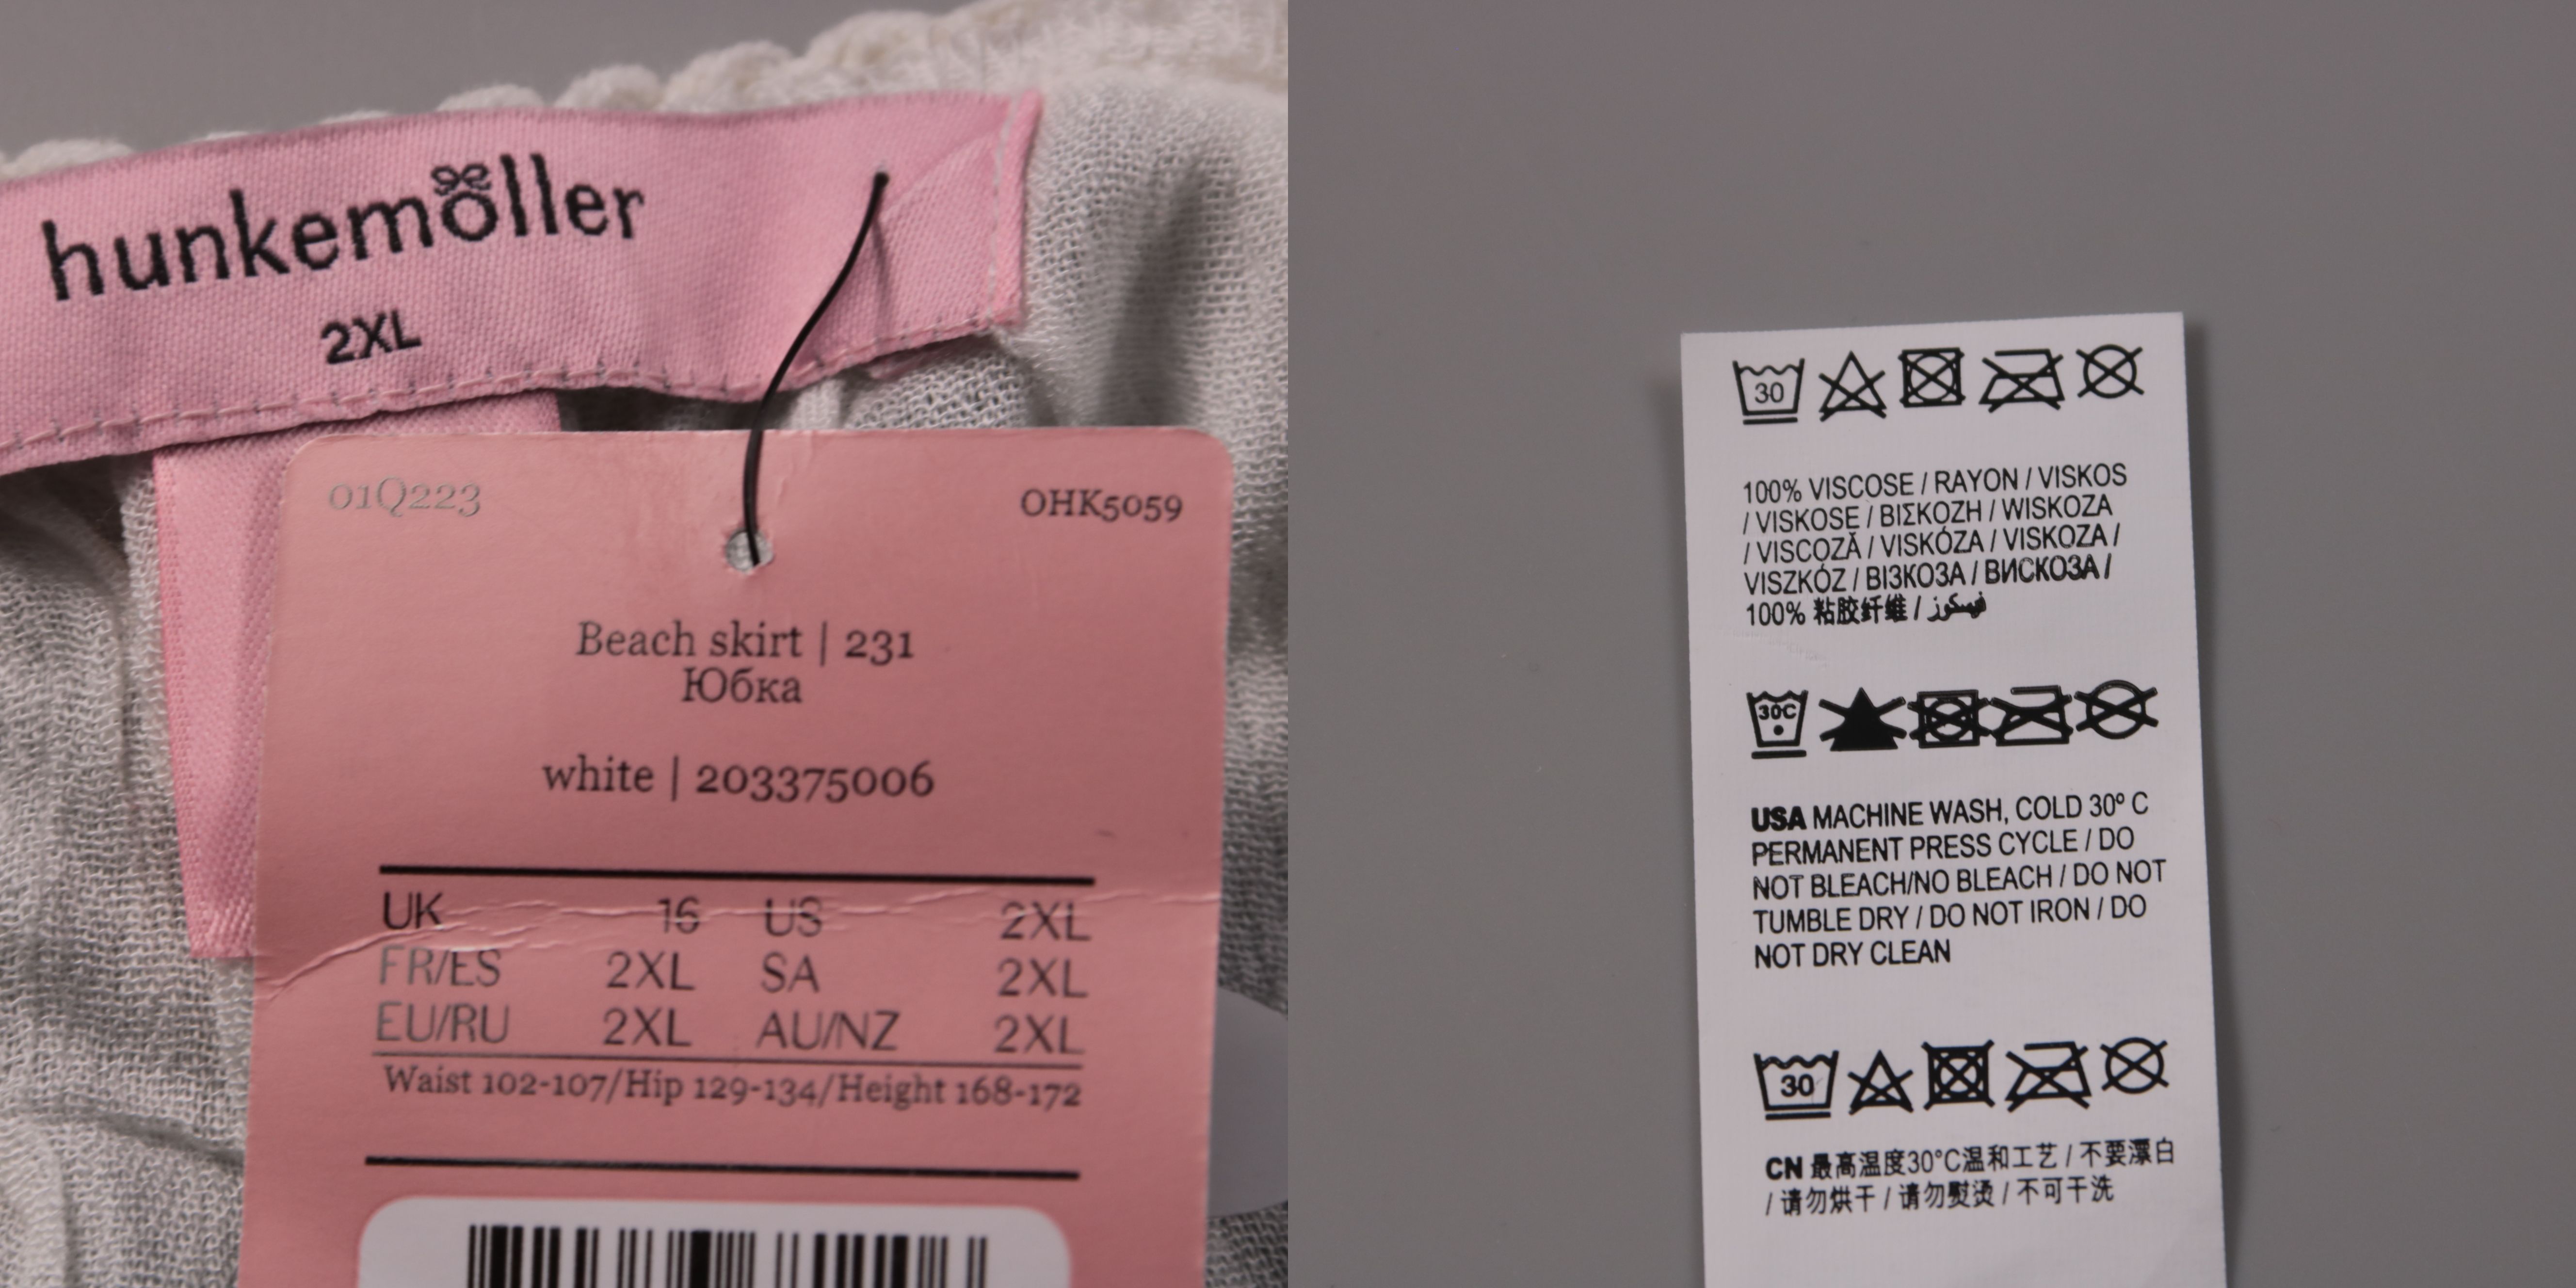 hunkemöller
2XL
01Q223 OHK5059
Beach skirt | 231
Юбка
white | 203375006
UK 16 US 2XL
FR/ES 2XL SA 2XL
EU/RU 2XL AU/NZ 2XL
Waist 102-107/Hip 129-134/Height 168-172
30
100% VISCOSE / RAYON / VISKOS
/ VISKOSE / ΒΙΣΚΟΖΗ / WISKOZA
/ VISCOZĂ / VISKÓZA / VISKOZA /
VISZKÓZ / ВІЗКОЗА / ВИСКОЗА /
100% 粘胶纤维 / فيسكوز
30C
USA MACHINE WASH, COLD 30º C
PERMANENT PRESS CYCLE / DO
NOT BLEACH/NO BLEACH / DO NOT
TUMBLE DRY / DO NOT IRON / DO
NOT DRY CLEAN
30
CN 最高温度30°C温和工艺 / 不要漂白
/ 请勿烘干 / 请勿熨烫 / 不可干洗